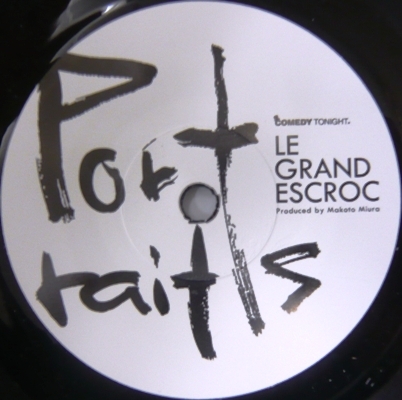 Port
raits
COMEDY TONIGHT.
LE
GRAND
ESCROC
Produced by Makoto Miura